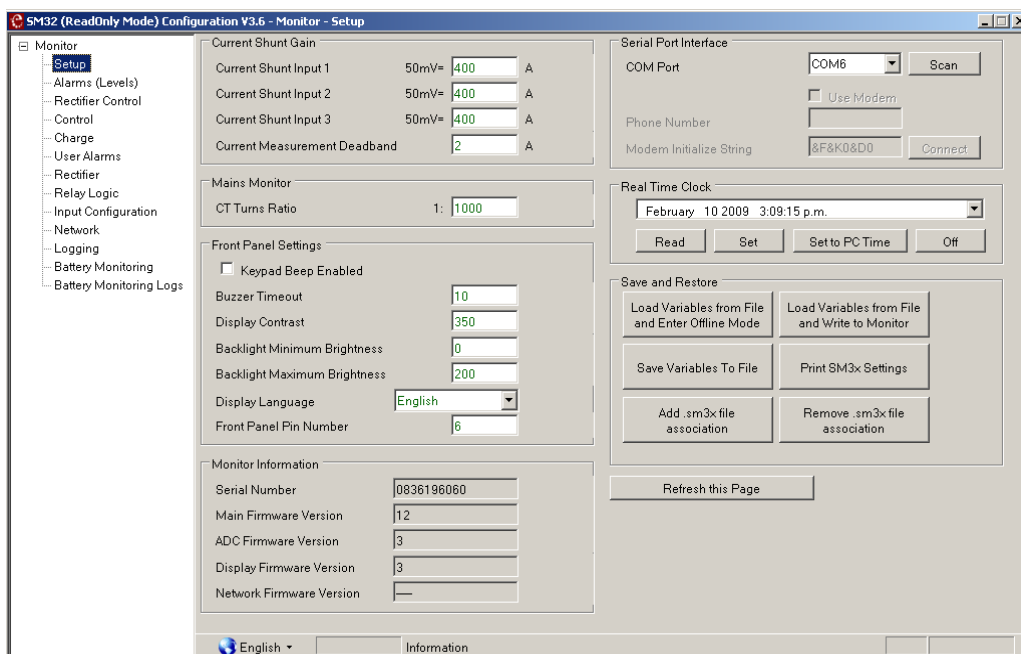 SM32 (ReadOnly Mode) Configuration V3.6 - Monitor - Setup
Monitor
Setup
Alarms (Levels)
Rectifier Control
Control
Charge
User Alarms
Rectifier
Relay Logic
Input Configuration
Network
Logging
Battery Monitoring
Battery Monitoring Logs
Current Shunt Gain
Current Shunt Input 1 50mV= 400 A
Current Shunt Input 2 50mV= 400 A
Current Shunt Input 3 50mV= 400 A
Current Measurement Deadband 2 A
Mains Monitor
CT Turns Ratio 1: 1000
Front Panel Settings
Keypad Beep Enabled
Buzzer Timeout 10
Display Contrast 350
Backlight Minimum Brightness 0
Backlight Maximum Brightness 200
Display Language English
Front Panel Pin Number 6
Monitor Information
Serial Number 0836196060
Main Firmware Version 12
ADC Firmware Version 3
Display Firmware Version 3
Network Firmware Version —
Serial Port Interface
COM Port COM6 Scan
Use Modem
Phone Number
Modem Initialize String &F&K0&D0 Connect
Real Time Clock
February 10 2009 3:09:15 p.m.
Read Set Set to PC Time Off
Save and Restore
Load Variables from File
and Enter Offline Mode
Load Variables from File
and Write to Monitor
Save Variables To File
Print SM3x Settings
Add .sm3x file
association
Remove .sm3x file
association
Refresh this Page
English Information